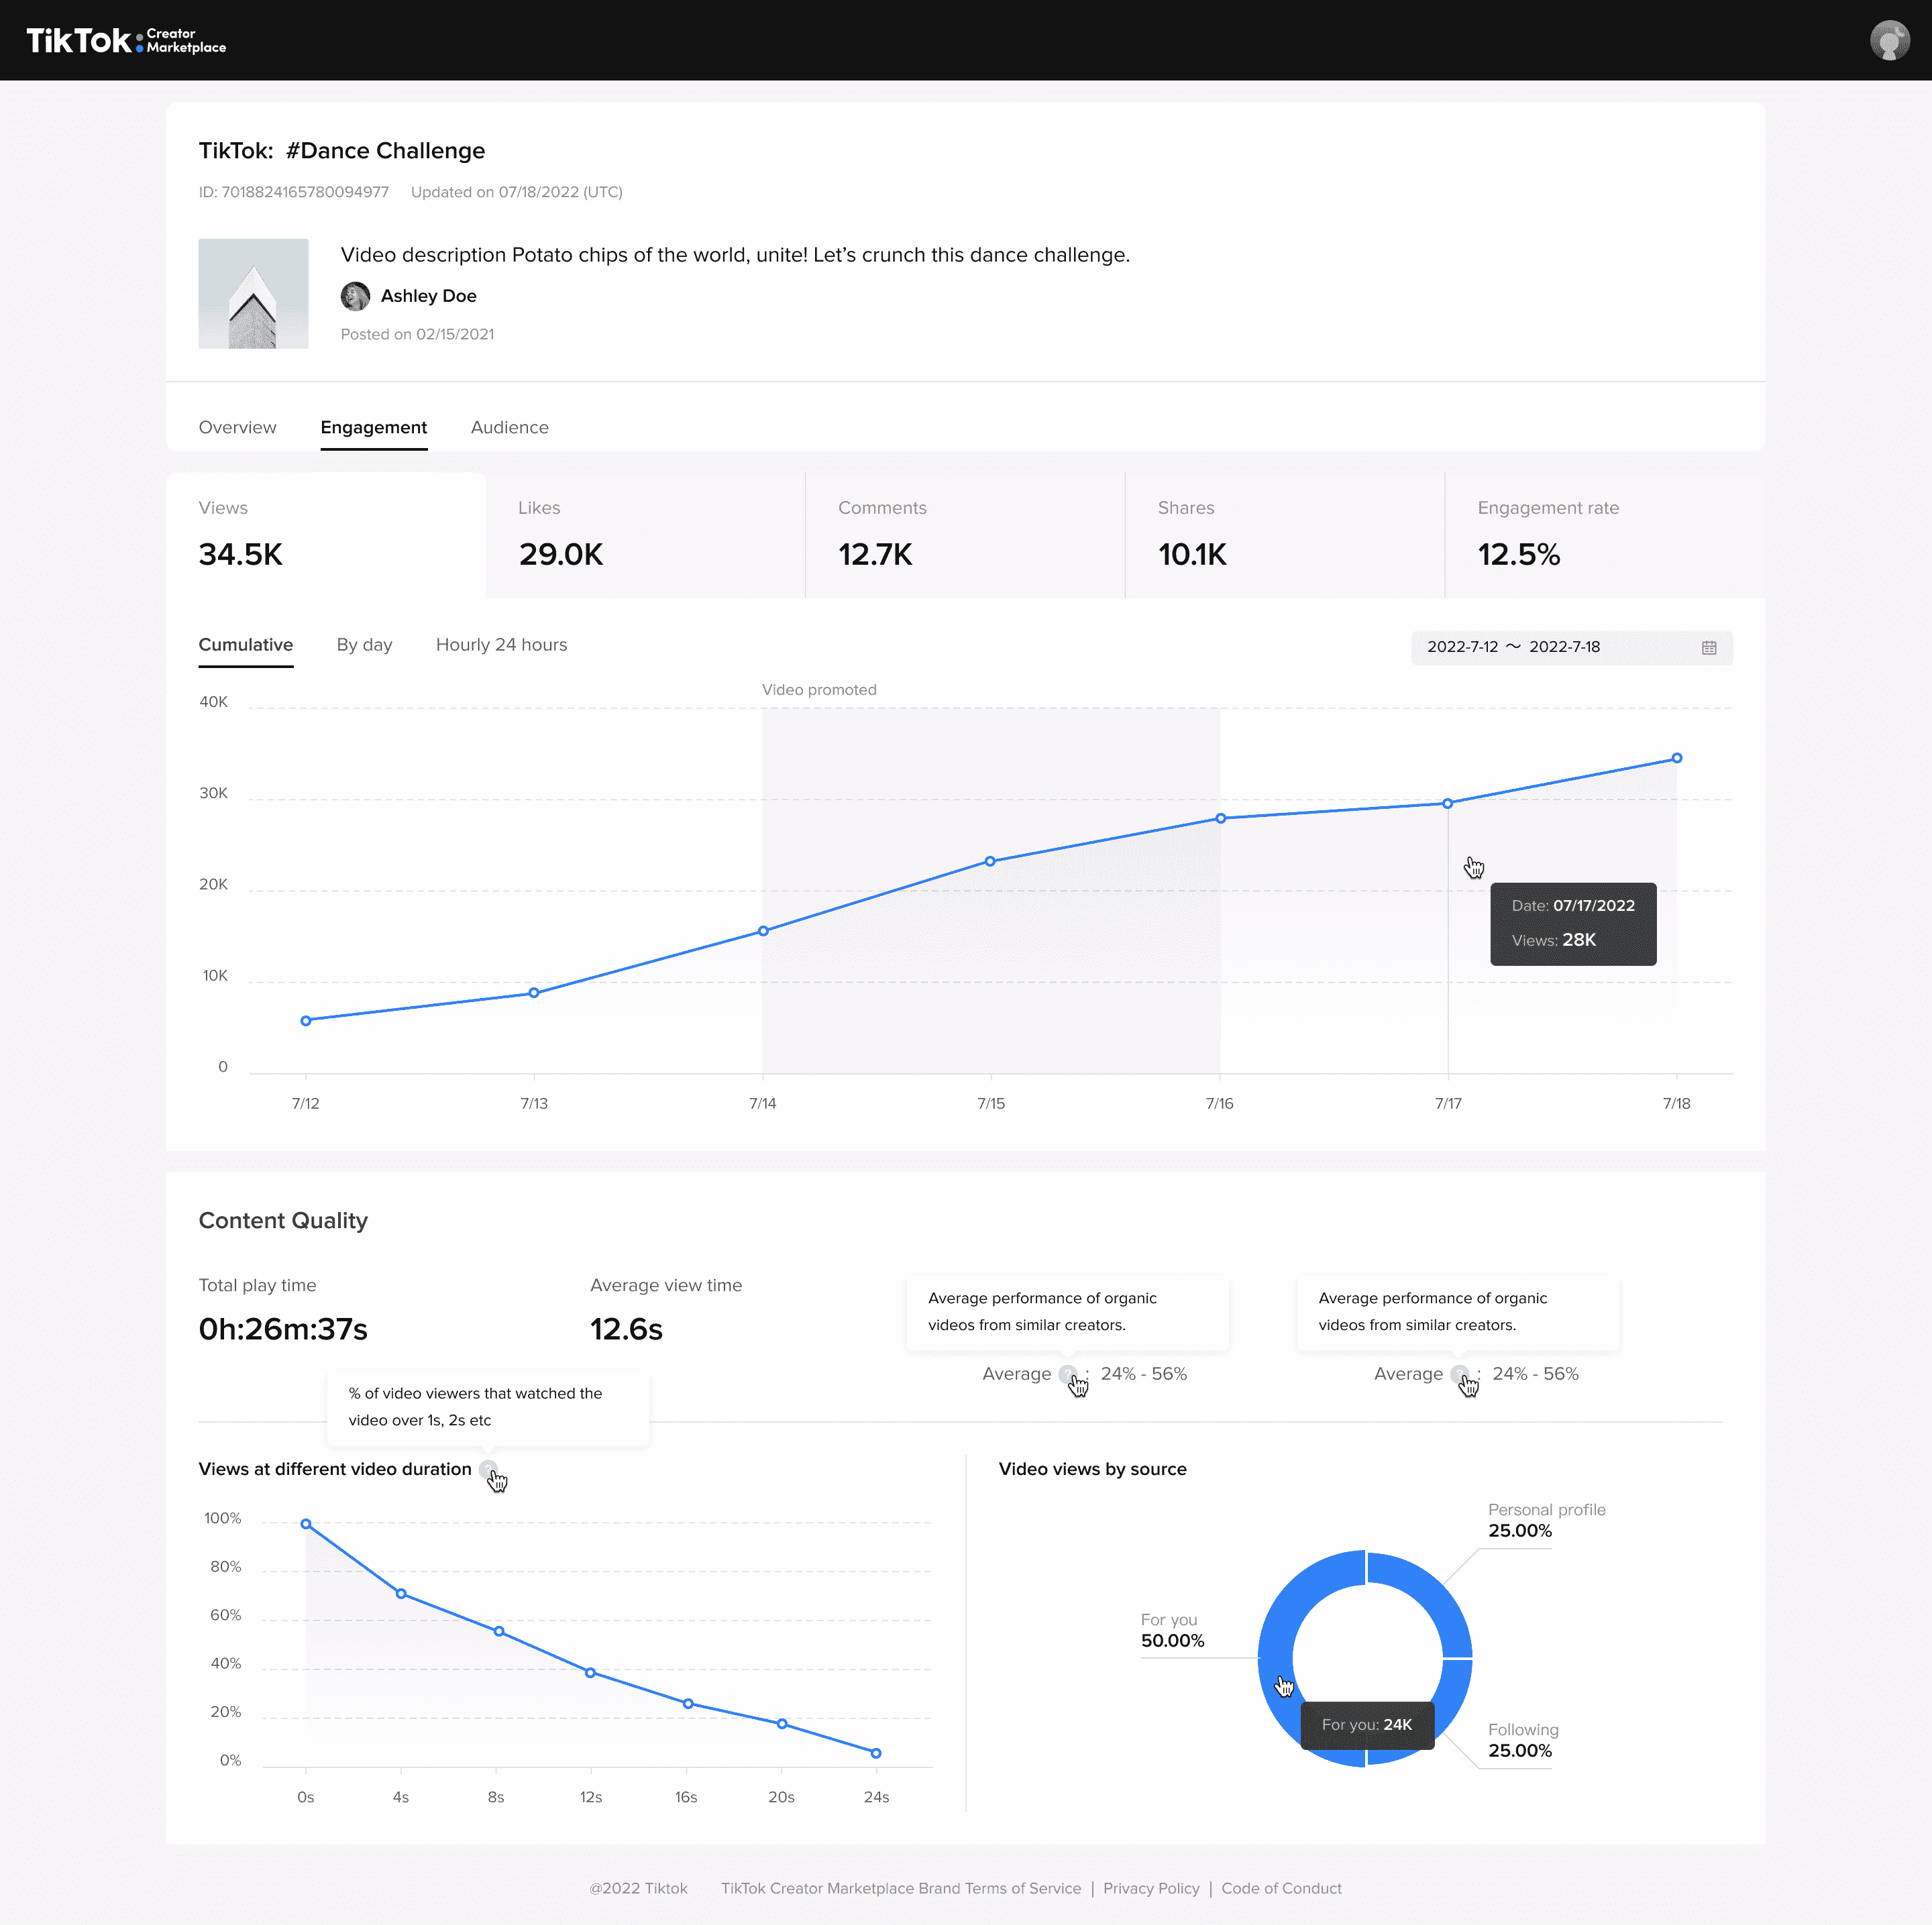 TikTok: Creator Marketplace
TikTok: #Dance Challenge
ID: 7018824165780094977 Updated on 07/18/2022 (UTC)
Video description Potato chips of the world, unite! Let’s crunch this dance challenge.
Ashley Doe
Posted on 02/15/2021
Overview Engagement Audience
Views Likes Comments Shares Engagement rate
34.5K 29.0K 12.7K 10.1K 12.5%
Cumulative By day Hourly 24 hours
2022-7-12 ～ 2022-7-18
Video promoted
40K
30K
20K
10K
0
Date: 07/17/2022
Views: 28K
7/12 7/13 7/14 7/15 7/16 7/17 7/18
Content Quality
Total play time
0h:26m:37s
Average view time
12.6s
Average performance of organic
videos from similar creators.
Average : 24% - 56%
Average performance of organic
videos from similar creators.
Average : 24% - 56%
% of video viewers that watched the
video over 1s, 2s etc
Views at different video duration
100%
80%
60%
40%
20%
0%
0s 4s 8s 12s 16s 20s 24s
Video views by source
Personal profile
25.00%
For you
50.00%
For you: 24K
Following
25.00%
@2022 Tiktok TikTok Creator Marketplace Brand Terms of Service | Privacy Policy | Code of Conduct